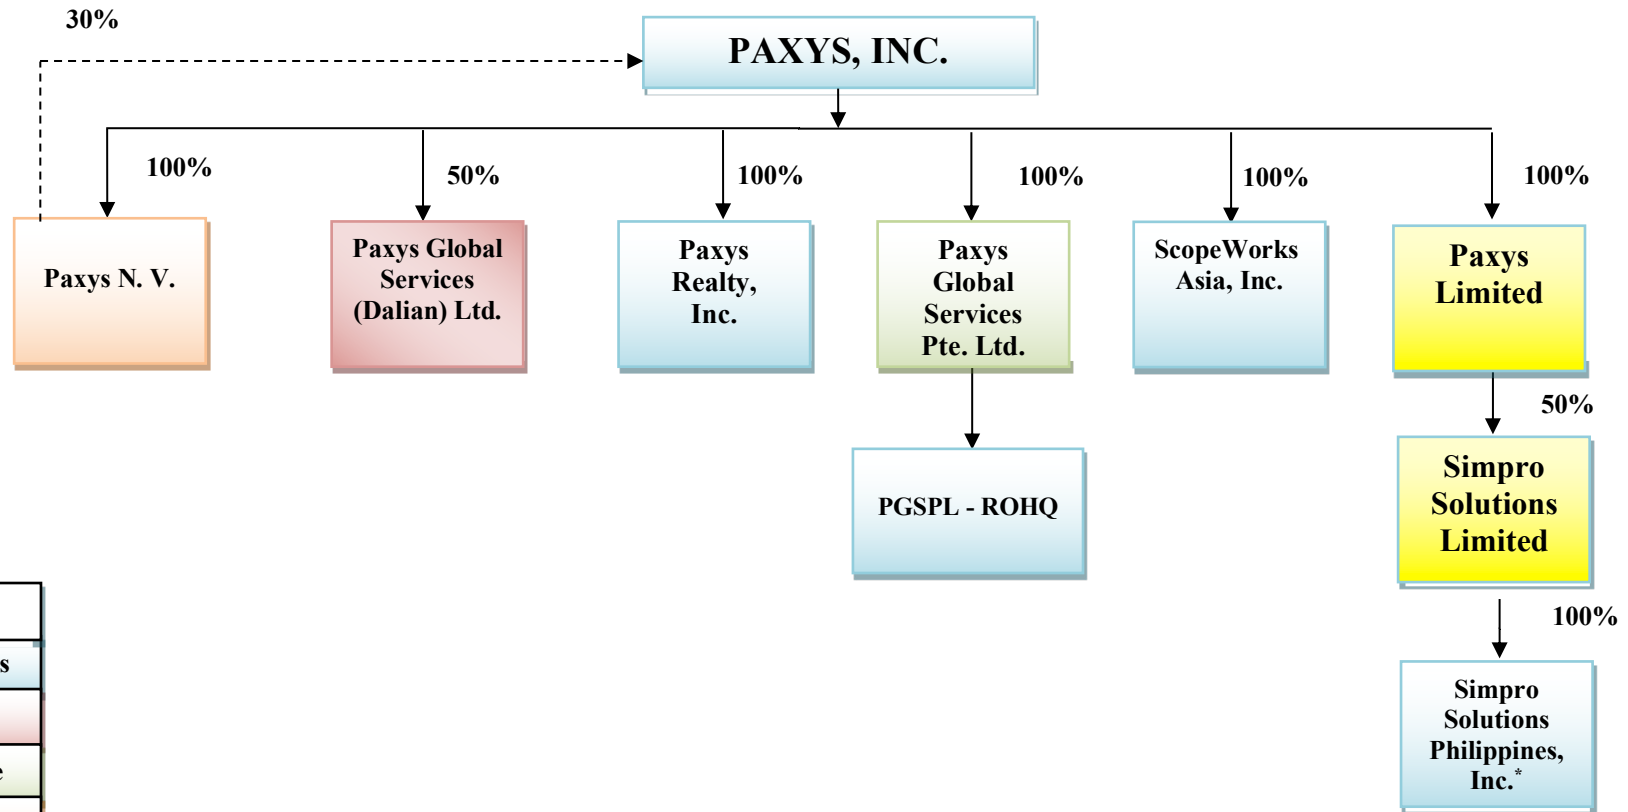 30%
PAXYS, INC.
100%
50%
100%
100%
100%
100%
Paxys N. V.
Paxys Global
Services
(Dalian) Ltd.
Paxys
Realty,
Inc.
Paxys
Global
Services
Pte. Ltd.
ScopeWorks
Asia, Inc.
Paxys
Limited
50%
PGSPL - ROHQ
Simpro
Solutions
Limited
100%
Simpro
Solutions
Philippines,
Inc.*